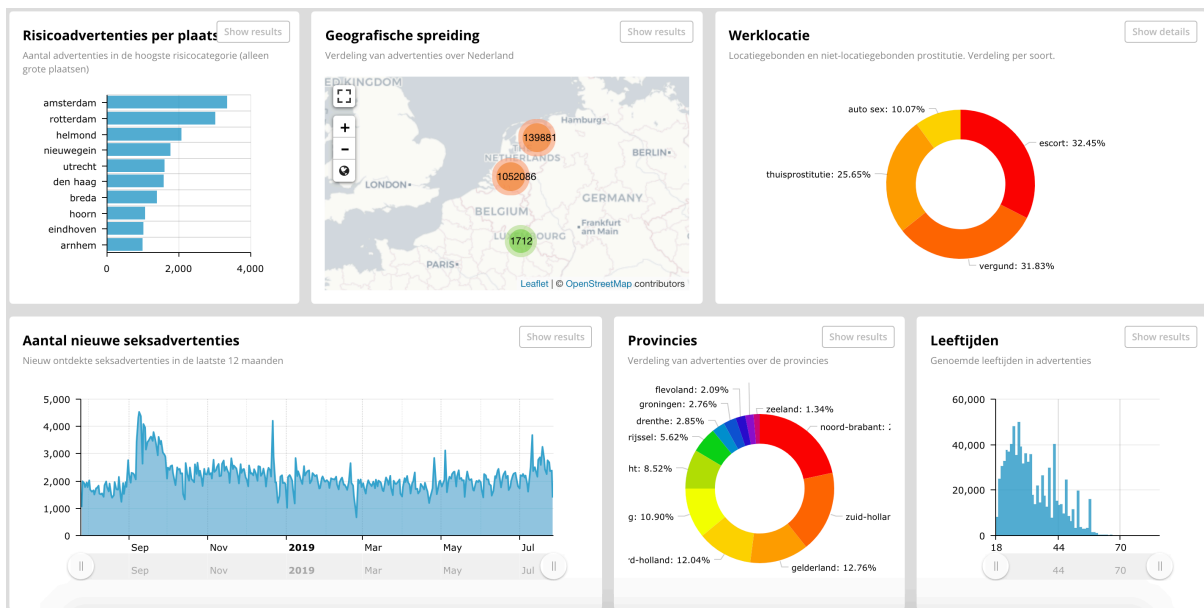 Risicoadvertenties per plaats
Show results
Aantal advertenties in de hoogste risicocategorie (alleen
grote plaatsen)
amsterdam
rotterdam
helmond
nieuwegein
utrecht
den haag
breda
hoorn
eindhoven
arnhem
0 2,000 4,000
Geografische spreiding
Show results
Verdeling van advertenties over Nederland
ED KINGDOM
Hamburg
139881
NETHERLANDS
BERLIN
1052086
LONDON
GERMANY
BELGIUM
Frankfurt
am Main
1712
PARIS
Leaflet | © OpenStreetMap contributors
Werklocatie
Show details
Locatiegebonden en niet-locatiegebonden prostitutie. Verdeling per soort.
auto sex: 10.07%
escort: 32.45%
thuisprostitutie: 25.65%
vergund: 31.83%
Aantal nieuwe seksadvertenties
Show results
Nieuw ontdekte seksadvertenties in de laatste 12 maanden
5,000
4,000
3,000
2,000
1,000
0
Sep Nov 2019 Mar May Jul
Sep Nov 2019 Mar May Jul
Provincies
Show results
Verdeling van advertenties over de provincies
flevoland: 2.09%
groningen: 2.76%
zeeland: 1.34%
drenthe: 2.85%
noord-brabant:
rijssel: 5.62%
ht: 8.52%
g: 10.90%
zuid-hollar
d-holland: 12.04%
gelderland: 12.76%
Leeftijden
Show results
Genoemde leeftijden in advertenties
60,000
40,000
20,000
0
18 44 70
44 70